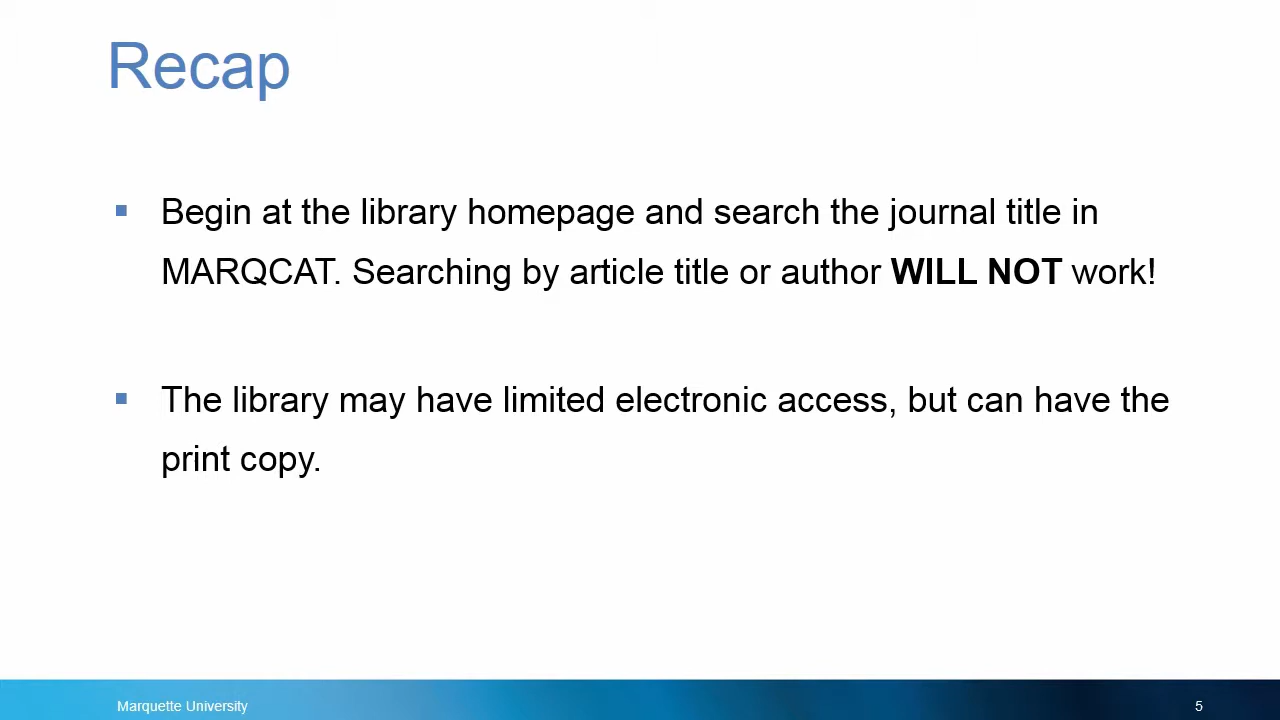 Recap
Begin at the library homepage and search the journal title in
MARQCAT. Searching by article title or author WILL NOT work!
The library may have limited electronic access, but can have the
print copy.
Marquette University
5